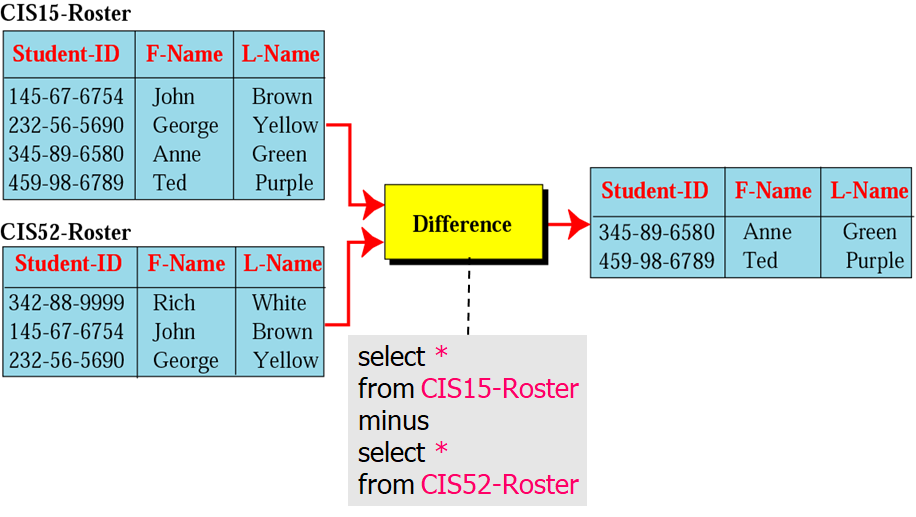 CIS15-Roster
Student-ID F-Name L-Name
145-67-6754 John Brown
232-56-5690 George Yellow
345-89-6580 Anne Green
459-98-6789 Ted Purple
CIS52-Roster
Student-ID F-Name L-Name
342-88-9999 Rich White
145-67-6754 John Brown
232-56-5690 George Yellow
Difference
select *
from CIS15-Roster
minus
select *
from CIS52-Roster
Student-ID F-Name L-Name
345-89-6580 Anne Green
459-98-6789 Ted Purple